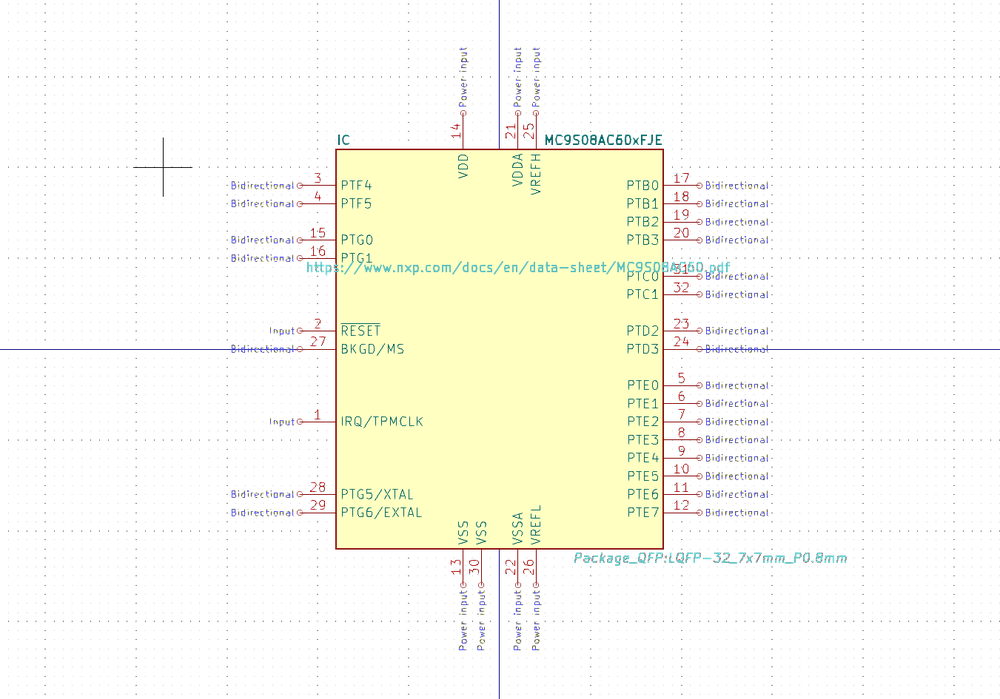 Power input
Power input
Power input
14
21
25
IC
MC9S08AC60xFJE
VDD
VDDA
VREFH
Bidirectional 3 PTF4
PTB0 17 Bidirectional
Bidirectional 4 PTF5
PTB1 18 Bidirectional
PTB2 19 Bidirectional
Bidirectional 15 PTG0
PTB3 20 Bidirectional
Bidirectional 16 PTG1
https://www.nxp.com/docs/en/data-sheet/MC9S08AC60.pdf
PTC0 31 Bidirectional
PTC1 32 Bidirectional
Input 2 RESET
PTD2 23 Bidirectional
Bidirectional 27 BKGD/MS
PTD3 24 Bidirectional
PTE0 5 Bidirectional
PTE1 6 Bidirectional
Input 1 IRQ/TPMCLK
PTE2 7 Bidirectional
PTE3 8 Bidirectional
PTE4 9 Bidirectional
PTE5 10 Bidirectional
Bidirectional 28 PTG5/XTAL
PTE6 11 Bidirectional
Bidirectional 29 PTG6/EXTAL
PTE7 12 Bidirectional
VSS
VSS
VSSA
VREFL
Package_QFP:LQFP-32_7x7mm_P0.8mm
13
30
22
26
Power input
Power input
Power input
Power input